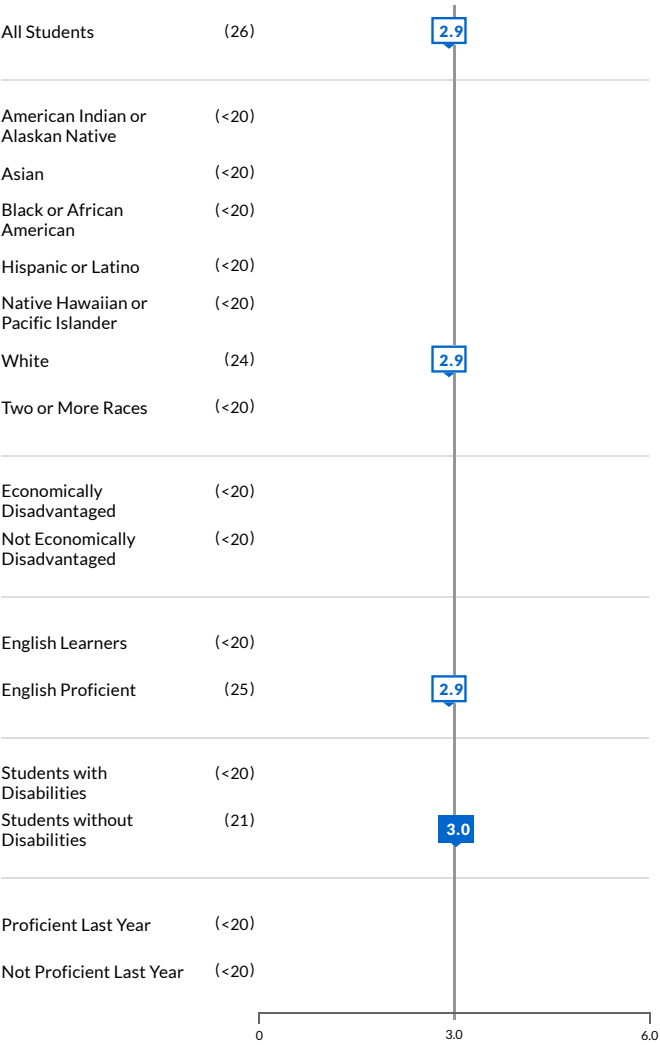 All Students (26) 2.9
American Indian or (<20)
Alaskan Native
Asian (<20)
Black or African (<20)
American
Hispanic or Latino (<20)
Native Hawaiian or (<20)
Pacific Islander
White (24) 2.9
Two or More Races (<20)
Economically (<20)
Disadvantaged
Not Economically (<20)
Disadvantaged
English Learners (<20)
English Proficient (25) 2.9
Students with (<20)
Disabilities
Students without (21) 3.0
Disabilities
Proficient Last Year (<20)
Not Proficient Last Year (<20)
0 3.0 6.0